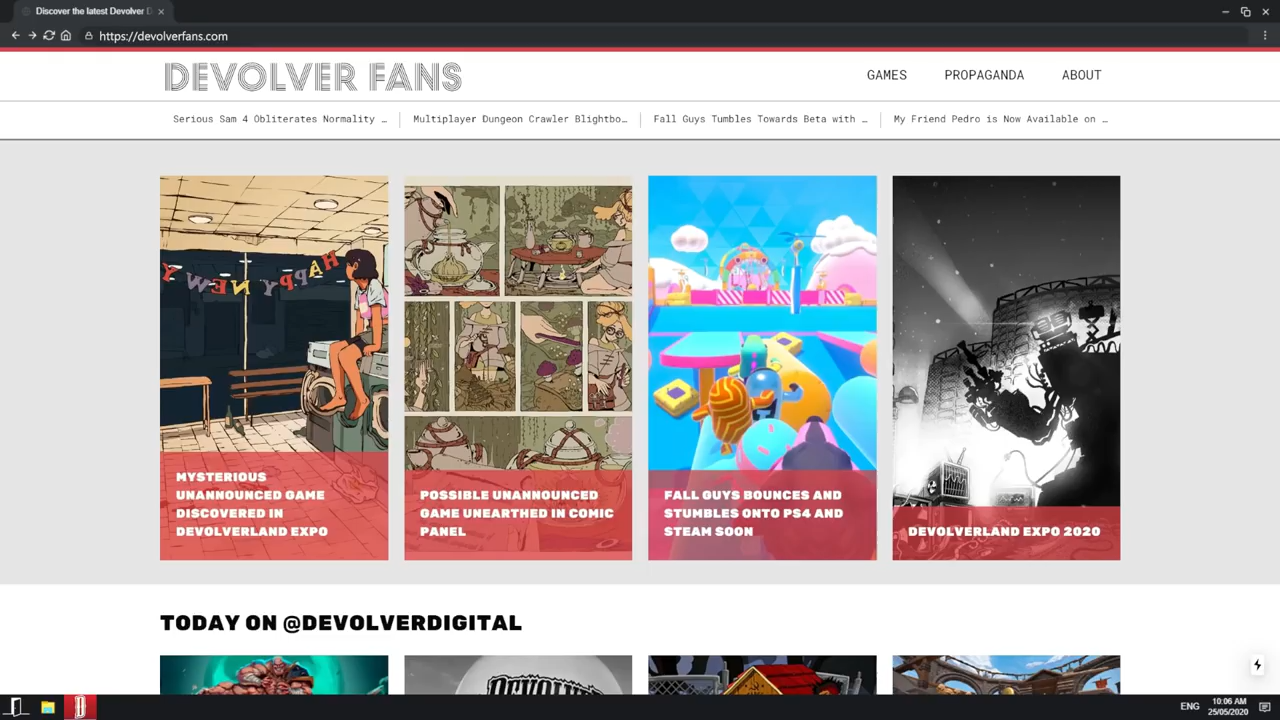 Discover the latest Devolver D
https://devolverfans.com
DEVOLVER FANS
GAMES
PROPAGANDA
ABOUT
Serious Sam 4 Obliterates Normality …
Multiplayer Dungeon Crawler Blightbo…
Fall Guys Tumbles Towards Beta with …
My Friend Pedro is Now Available on …
HAPPY NEW Y
MYSTERIOUS
UNANNOUNCED GAME
DISCOVERED IN
DEVOLVERLAND EXPO
POSSIBLE UNANNOUNCED
GAME UNEARTHED IN COMIC
PANEL
FALL GUYS BOUNCES AND
STUMBLES ONTO PS4 AND
STEAM SOON
DEVOLVERLAND EXPO 2020
TODAY ON @DEVOLVERDIGITAL
ENG
10:06 AM
25/05/2020